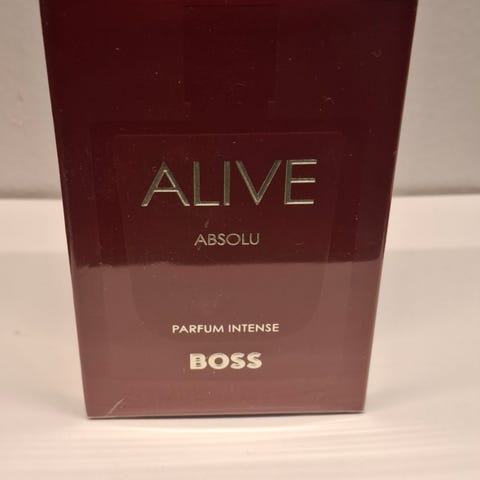 ALIVE
ABSOLU
PARFUM INTENSE
BOSS